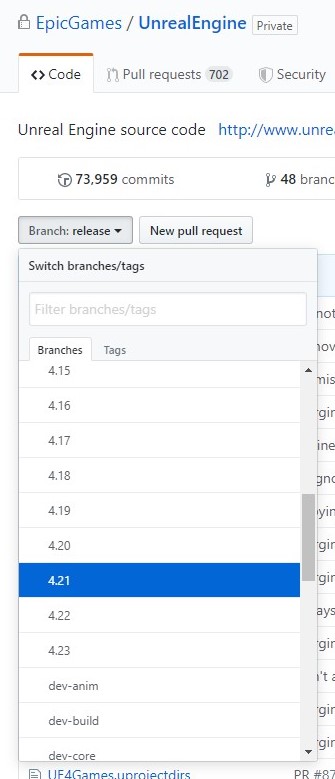 EpicGames / UnrealEngine Private
Code Pull requests 702 Security
Unreal Engine source code http://www.unre
73,959 commits 48 branc
Branch: release New pull request
Switch branches/tags
Filter branches/tags
Branches Tags
4.15
4.16
4.17
4.18
4.19
4.20
4.21
4.22
4.23
dev-anim
dev-build
dev-core
UE4Games.uprojectdirs PR #87